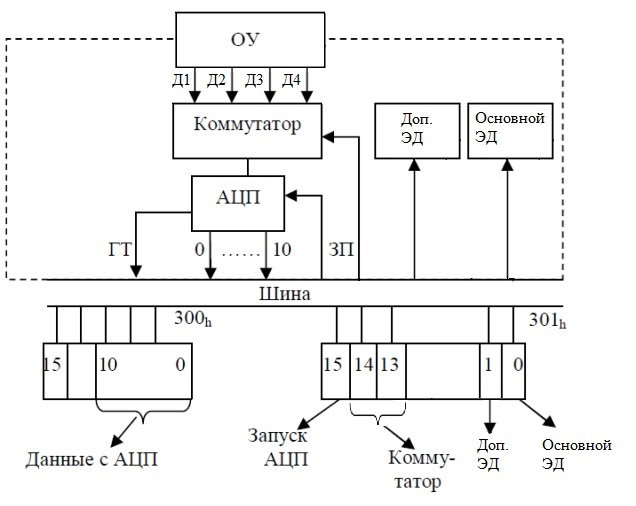 ОУ
Д1 Д2 Д3 Д4
Коммутатор
Доп.
ЭД
Основной
ЭД
АЦП
ГТ 0 ...... 10 ЗП
Шина
300h 301h
15 10 0 15 14 13 1 0
Данные с АЦП
Запуск
АЦП
Комму-
татор
Доп.
ЭД
Основной
ЭД